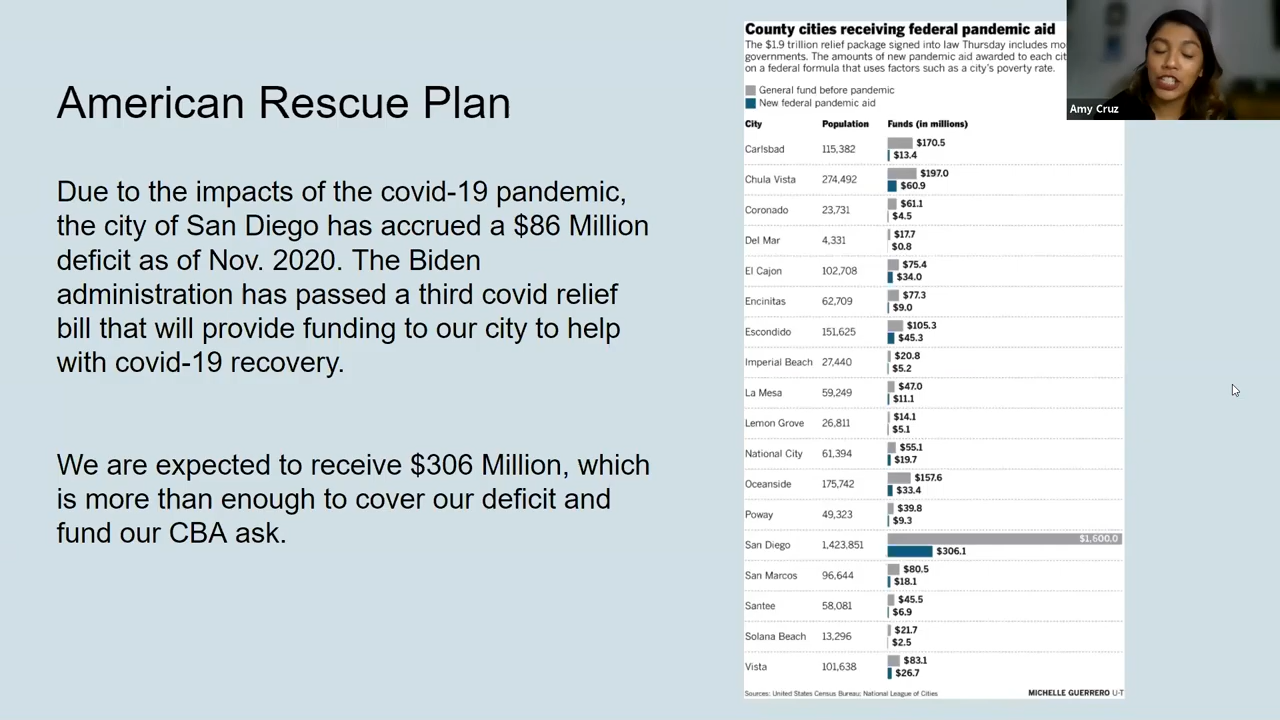 American Rescue Plan
Due to the impacts of the covid-19 pandemic,
the city of San Diego has accrued a $86 Million
deficit as of Nov. 2020. The Biden
administration has passed a third covid relief
bill that will provide funding to our city to help
with covid-19 recovery.
We are expected to receive $306 Million, which
is more than enough to cover our deficit and
fund our CBA ask.
County cities receiving federal pandemic aid
The $1.9 trillion relief package signed into law Thursday includes mo
governments. The amounts of new pandemic aid awarded to each cit
on a federal formula that uses factors such as a city's poverty rate.
General fund before pandemic
New federal pandemic aid
City Population Funds (in millions)
Carlsbad 115,382 $170.5
$13.4
Chula Vista 274,492 $197.0
$60.9
Coronado 23,731 $61.1
$4.5
Del Mar 4,331 $17.7
$0.8
El Cajon 102,708 $75.4
$34.0
Encinitas 62,709 $77.3
$9.0
Escondido 151,625 $105.3
$45.3
Imperial Beach 27,440 $20.8
$5.2
La Mesa 59,249 $47.0
$11.1
Lemon Grove 26,811 $14.1
$5.1
National City 61,394 $55.1
$19.7
Oceanside 175,742 $157.6
$33.4
Poway 49,323 $39.8
$9.3
San Diego 1,423,851 $1,600.0
$306.1
San Marcos 96,644 $80.5
$18.1
Santee 58,081 $45.5
$6.9
Solana Beach 13,296 $21.7
$2.5
Vista 101,638 $83.1
$26.7
Sources: United States Census Bureau; National League of Cities
MICHELLE GUERRERO U-T
Amy Cruz